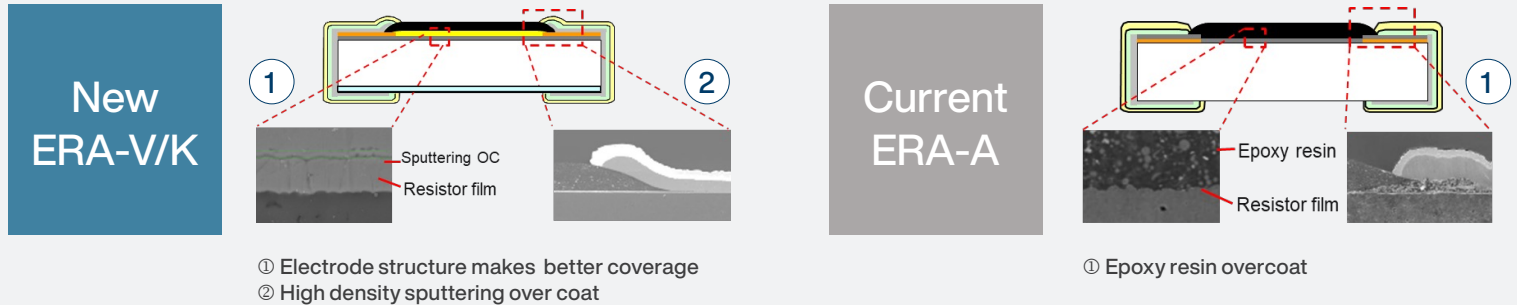 New
ERA-V/K
1
2
Sputtering OC
Resistor film
① Electrode structure makes better coverage
② High density sputtering over coat
Current
ERA-A
1
Epoxy resin
Resistor film
① Epoxy resin overcoat